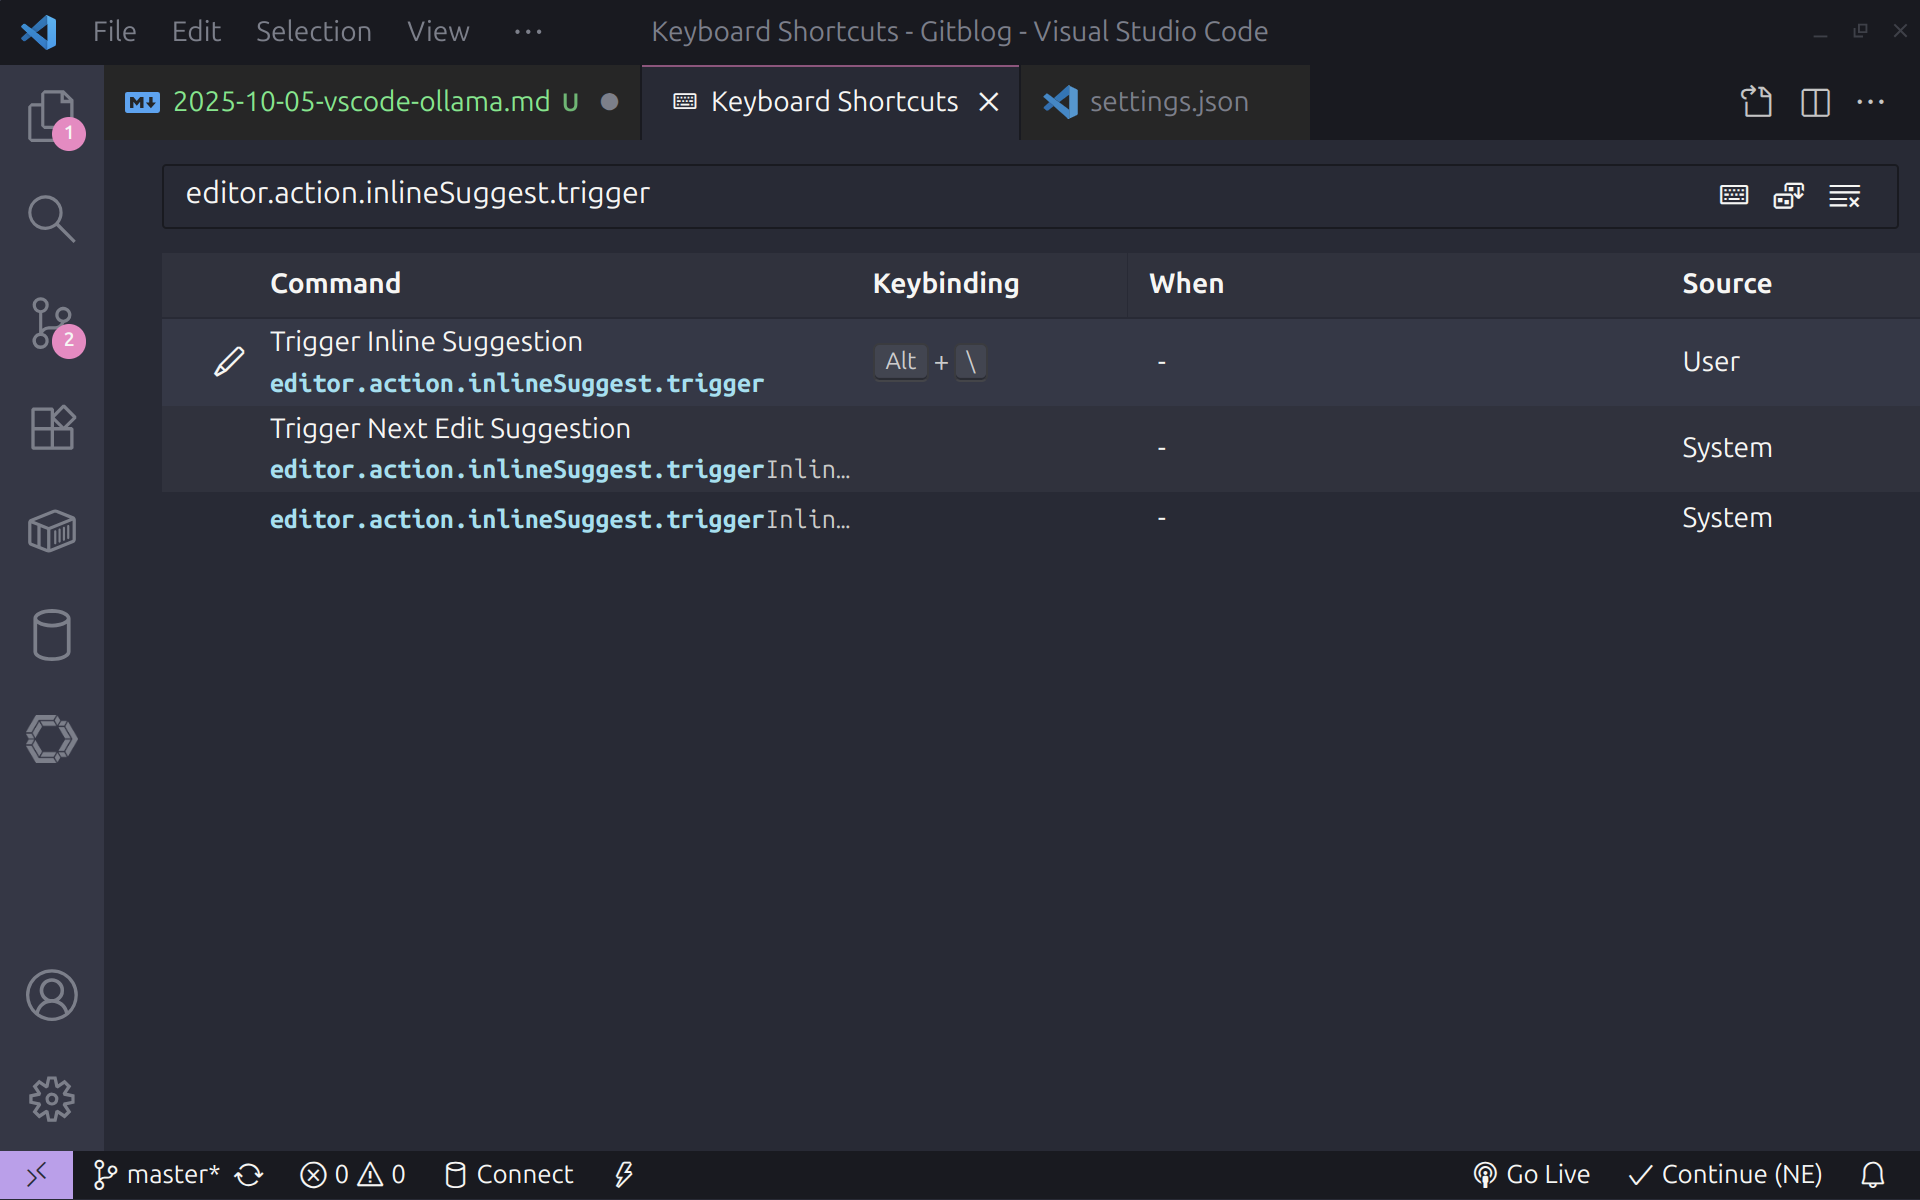 File Edit Selection View ··· Keyboard Shortcuts - Gitblog - Visual Studio Code
2025-10-05-vscode-ollama.md U Keyboard Shortcuts settings.json
1
editor.action.inlineSuggest.trigger
Command Keybinding When Source
Trigger Inline Suggestion
editor.action.inlineSuggest.trigger
Alt + \ - User
2
Trigger Next Edit Suggestion
editor.action.inlineSuggest.triggerInlin...
- System
editor.action.inlineSuggest.triggerInlin... - System
master* 0 0 Connect Go Live Continue (NE)